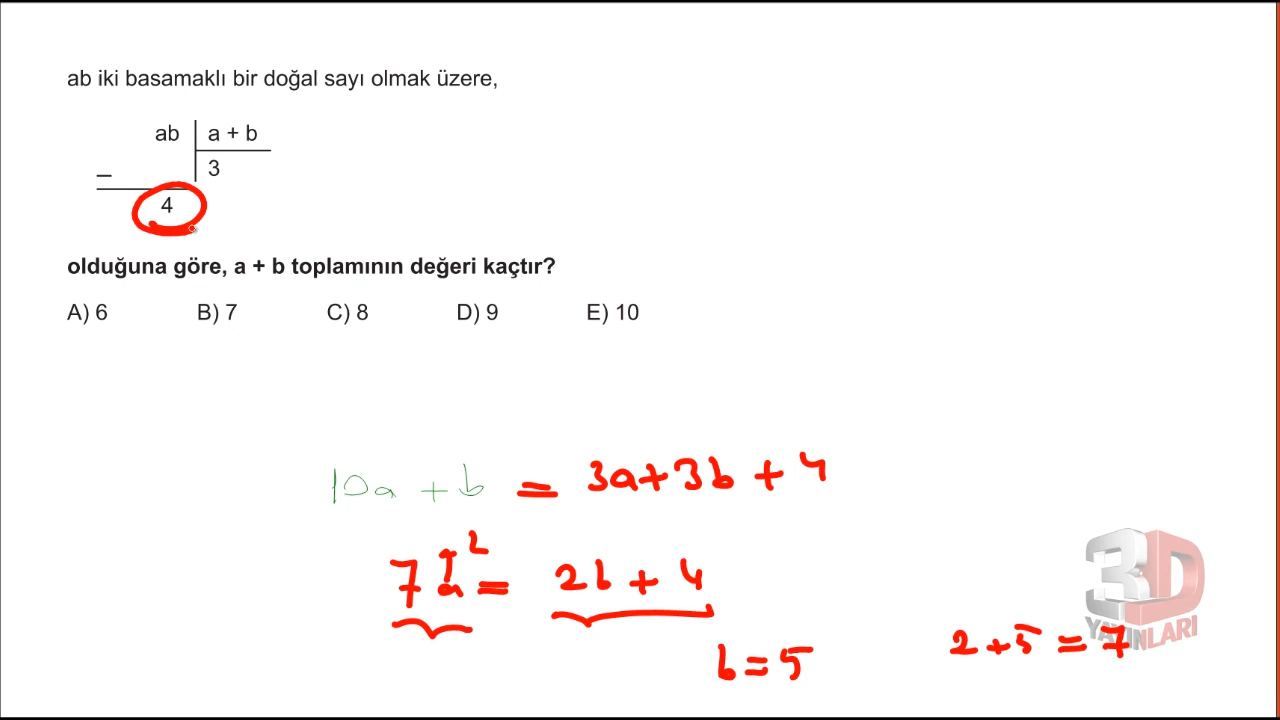 ab iki basamaklı bir doğal sayı olmak üzere,
ab a + b
3
–
4
olduğuna göre, a + b toplamının değeri kaçtır?
A) 6 B) 7 C) 8 D) 9 E) 10
10a + b = 3a+3b + 4
7a = 2b + 4
2
b = 5
2 + 5 = 7
3D
YAYINLARI